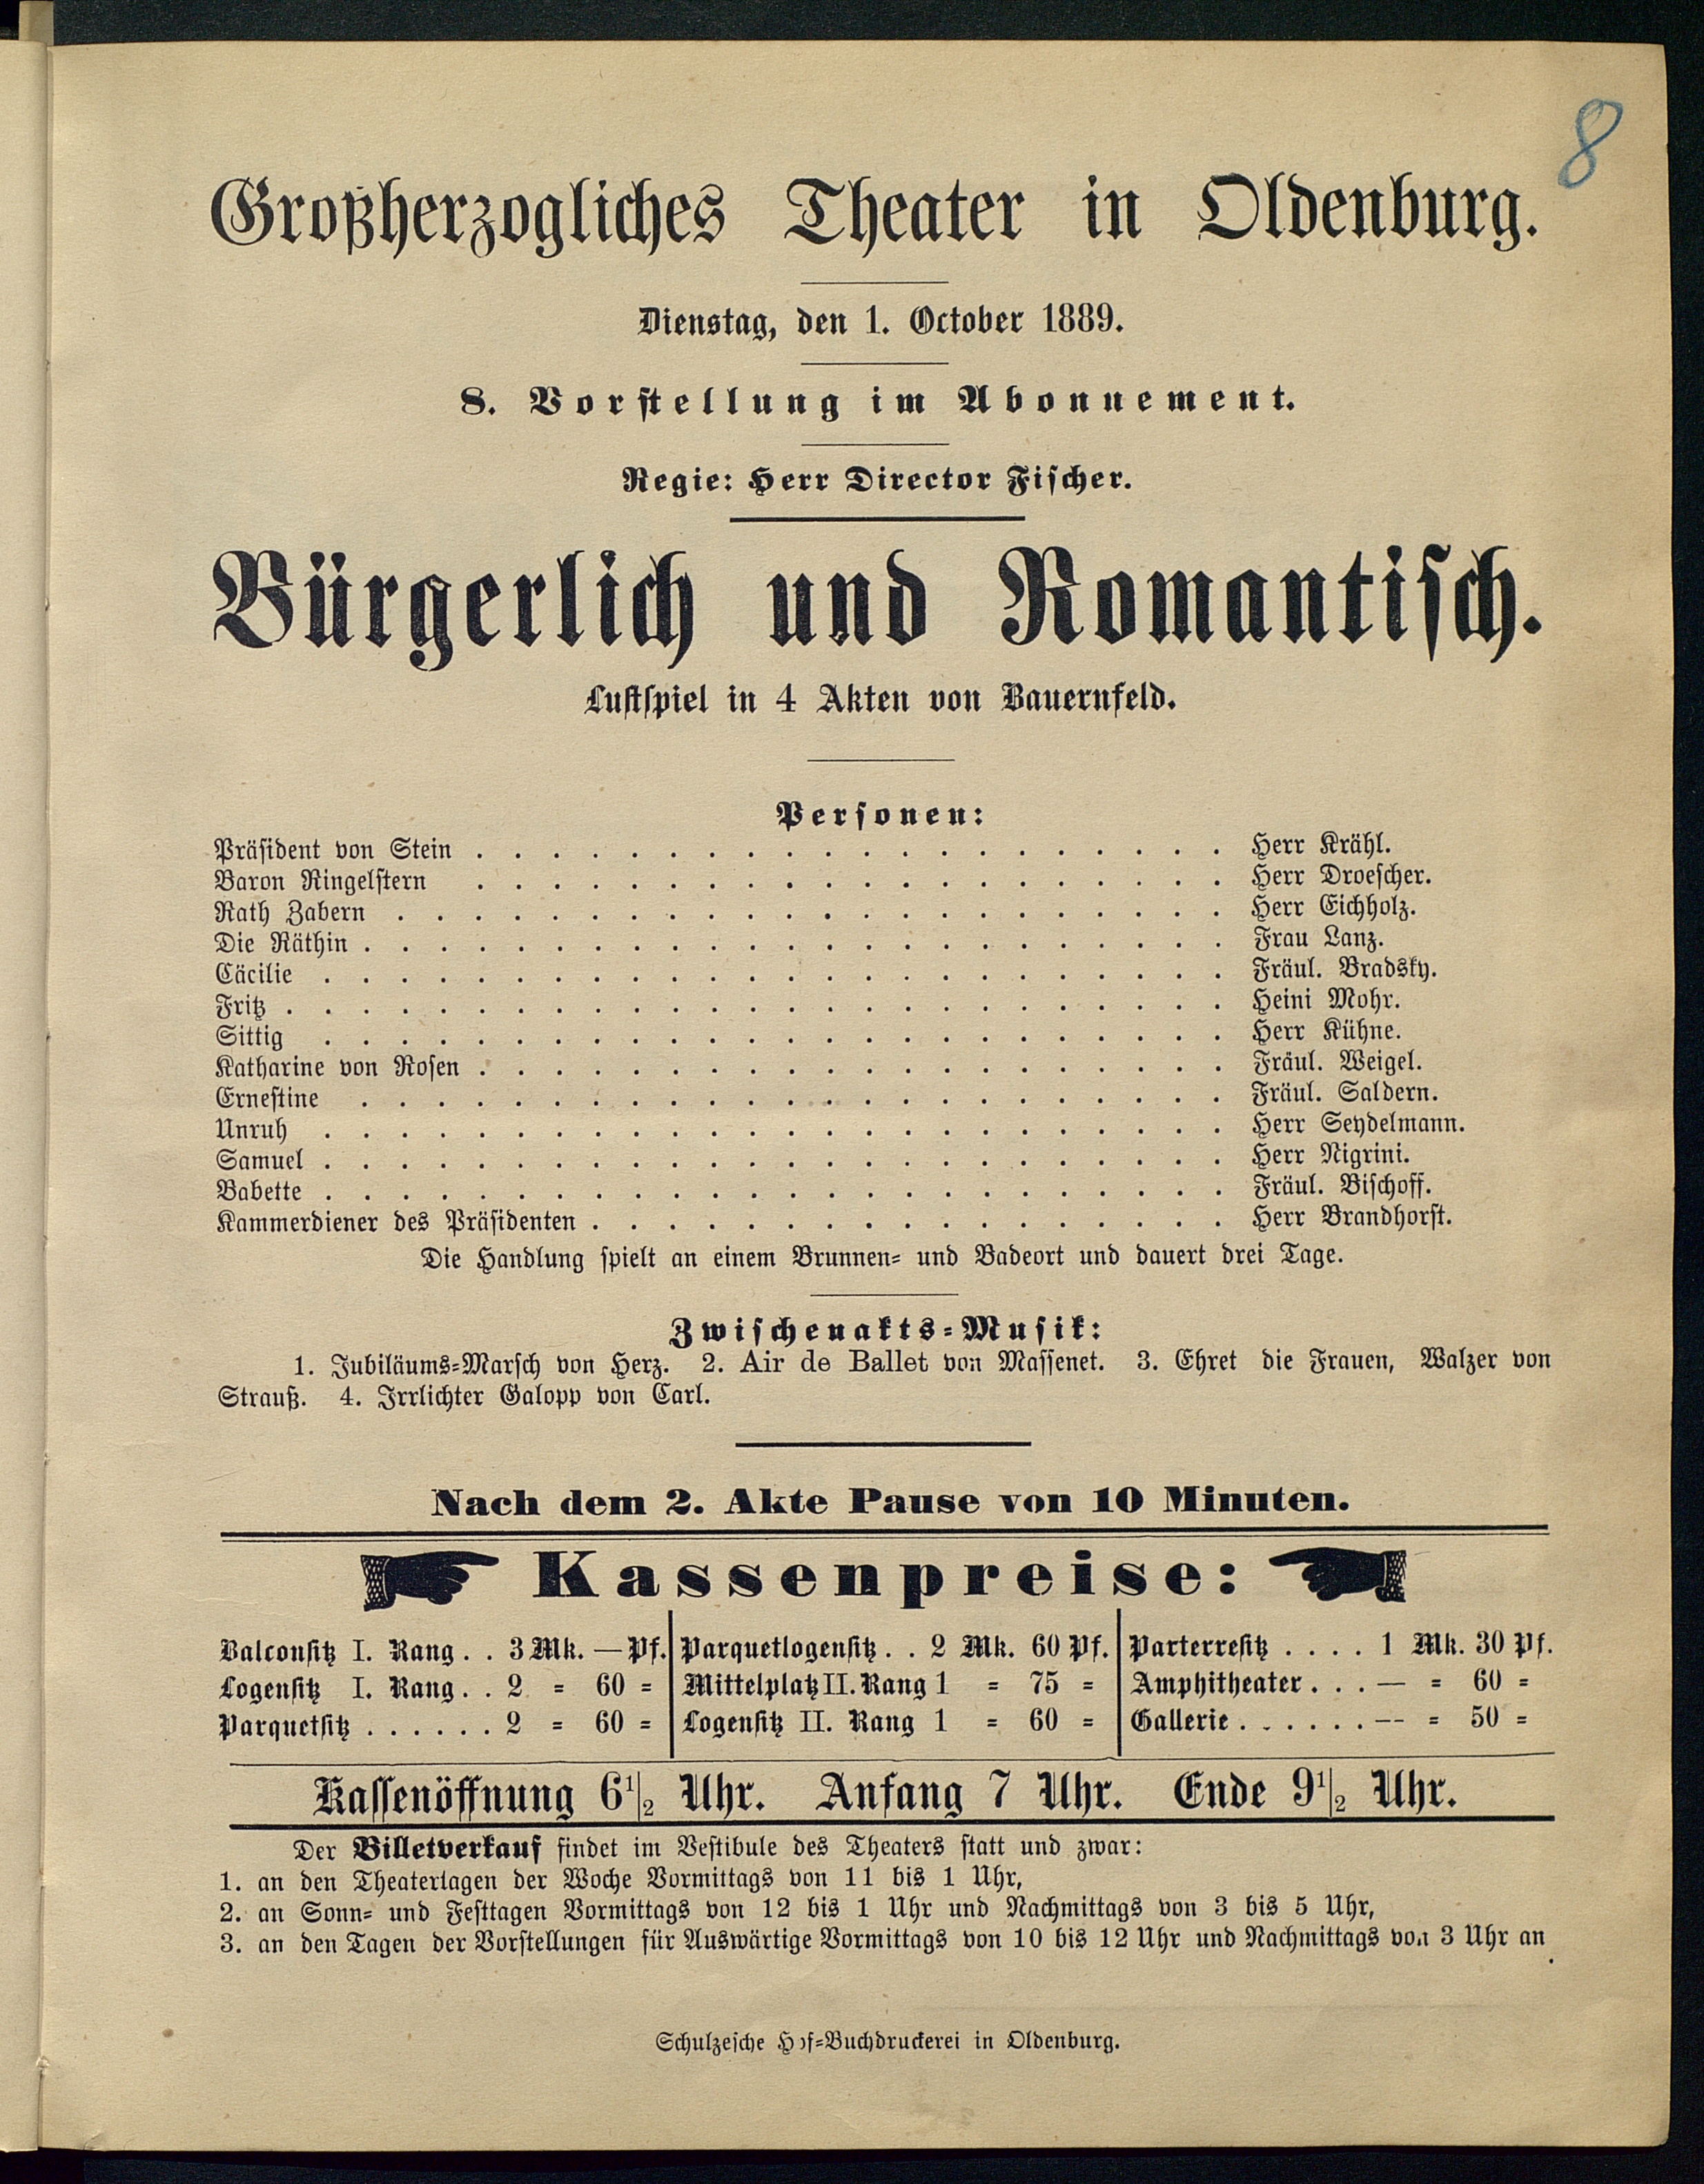 8
Großherzogliches Theater in Oldenburg.
Dienstag, den 1. October 1889.
8. Vorstellung im Abonnement.
Regie: Herr Director Fischer.
Bürgerlich und Romantisch.
Lustspiel in 4 Akten von Bauernfeld.
Personen:
Präsident von Stein . . . . . . . . . . . . . . . . . . . . Herr Krähl.
Baron Ringelstern . . . . . . . . . . . . . . . . . . . . Herr Droescher.
Rath Zabern . . . . . . . . . . . . . . . . . . . . . . Herr Eichholz.
Die Räthin . . . . . . . . . . . . . . . . . . . . . . . Frau Lanz.
Cäcilie . . . . . . . . . . . . . . . . . . . . . . . . Fräul. Bradsky.
Fritz . . . . . . . . . . . . . . . . . . . . . . . . . Heini Mohr.
Sittig . . . . . . . . . . . . . . . . . . . . . . . . Herr Kühne.
Katharine von Rosen . . . . . . . . . . . . . . . . . . . . Fräul. Weigel.
Ernestine . . . . . . . . . . . . . . . . . . . . . . . Fräul. Saldern.
Unruh . . . . . . . . . . . . . . . . . . . . . . . . Herr Seydelmann.
Samuel . . . . . . . . . . . . . . . . . . . . . . . . Herr Nigrini.
Babette . . . . . . . . . . . . . . . . . . . . . . . . Fräul. Bischoff.
Kammerdiener des Präsidenten . . . . . . . . . . . . . . . . . Herr Brandhorst.
Die Handlung spielt an einem Brunnen= und Badeort und dauert drei Tage.
Zwischenakts=Musik:
1. Jubiläums=Marsch von Herz. 2. Air de Ballet von Massenet. 3. Ehret die Frauen, Walzer von
Strauß. 4. Irrlichter Galopp von Carl.
Nach dem 2. Akte Pause von 10 Minuten.
Kassenpreise:
Balconsitz I. Rang . . 3 Mk. — Pf. Parquetlogensitz . . 2 Mk. 60 Pf. Parterresitz . . . . 1 Mk. 30 Pf.
Logensitz I. Rang . . 2 = 60 = Mittelplatz II. Rang 1 = 75 = Amphitheater . . . — = 60 =
Parquetsitz . . . . . . 2 = 60 = Logensitz II. Rang 1 = 60 = Gallerie . . . . . . -- = 50 =
Kassenöffnung 6 1/2 Uhr. Anfang 7 Uhr. Ende 9 1/2 Uhr.
Der Billetverkauf findet im Vestibule des Theaters statt und zwar:
1. an den Theatertagen der Woche Vormittags von 11 bis 1 Uhr,
2. an Sonn= und Festtagen Vormittags von 12 bis 1 Uhr und Nachmittags von 3 bis 5 Uhr,
3. an den Tagen der Vorstellungen für Auswärtige Vormittags von 10 bis 12 Uhr und Nachmittags von 3 Uhr an.
Schulzesche Hof=Buchdruckerei in Oldenburg.